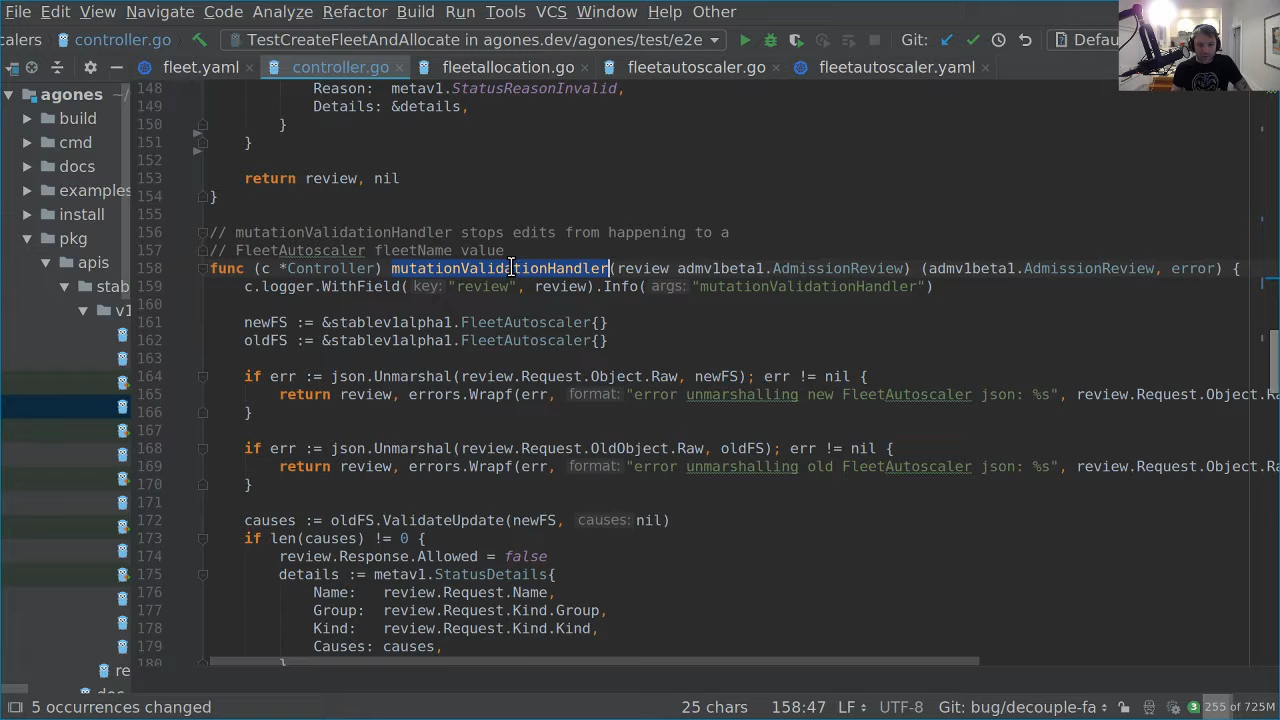 File Edit View Navigate Code Analyze Refactor Build Run Tools VCS Window Help Other
calers controller.go TestCreateFleetAndAllocate in agones.dev/agones/test/e2e Git: Defau
fleet.yaml controller.go fleetallocation.go fleetautoscaler.go fleetautoscaler.yaml
agones ~/
build
cmd
docs
examples
install
pkg
apis
stab
v1
re
148 Reason: metav1.StatusReasonInvalid,
149 Details: &details,
150 }
151 }
152
153 return review, nil
154 }
155
156 // mutationValidationHandler stops edits from happening to a
157 // FleetAutoscaler fleetName value
158 func (c *Controller) mutationValidationHandler(review admv1beta1.AdmissionReview) (admv1beta1.AdmissionReview, error) {
159 c.logger.WithField( key: "review", review).Info( args: "mutationValidationHandler")
160
161 newFS := &stablev1alpha1.FleetAutoscaler{}
162 oldFS := &stablev1alpha1.FleetAutoscaler{}
163
164 if err := json.Unmarshal(review.Request.Object.Raw, newFS); err != nil {
165 return review, errors.Wrapf(err, format: "error unmarshalling new FleetAutoscaler json: %s", review.Request.Obj
166 }
167
168 if err := json.Unmarshal(review.Request.OldObject.Raw, oldFS); err != nil {
169 return review, errors.Wrapf(err, format: "error unmarshalling old FleetAutoscaler json: %s", review.Request.Obj
170 }
171
172 causes := oldFS.ValidateUpdate(newFS, causes: nil)
173 if len(causes) != 0 {
174 review.Response.Allowed = false
175 details := metav1.StatusDetails{
176 Name: review.Request.Name,
177 Group: review.Request.Kind.Group,
178 Kind: review.Request.Kind.Kind,
179 Causes: causes,
180 }
5 occurrences changed 25 chars 158:47 LF UTF-8 Git: bug/decouple-fa 3 255 of 725M